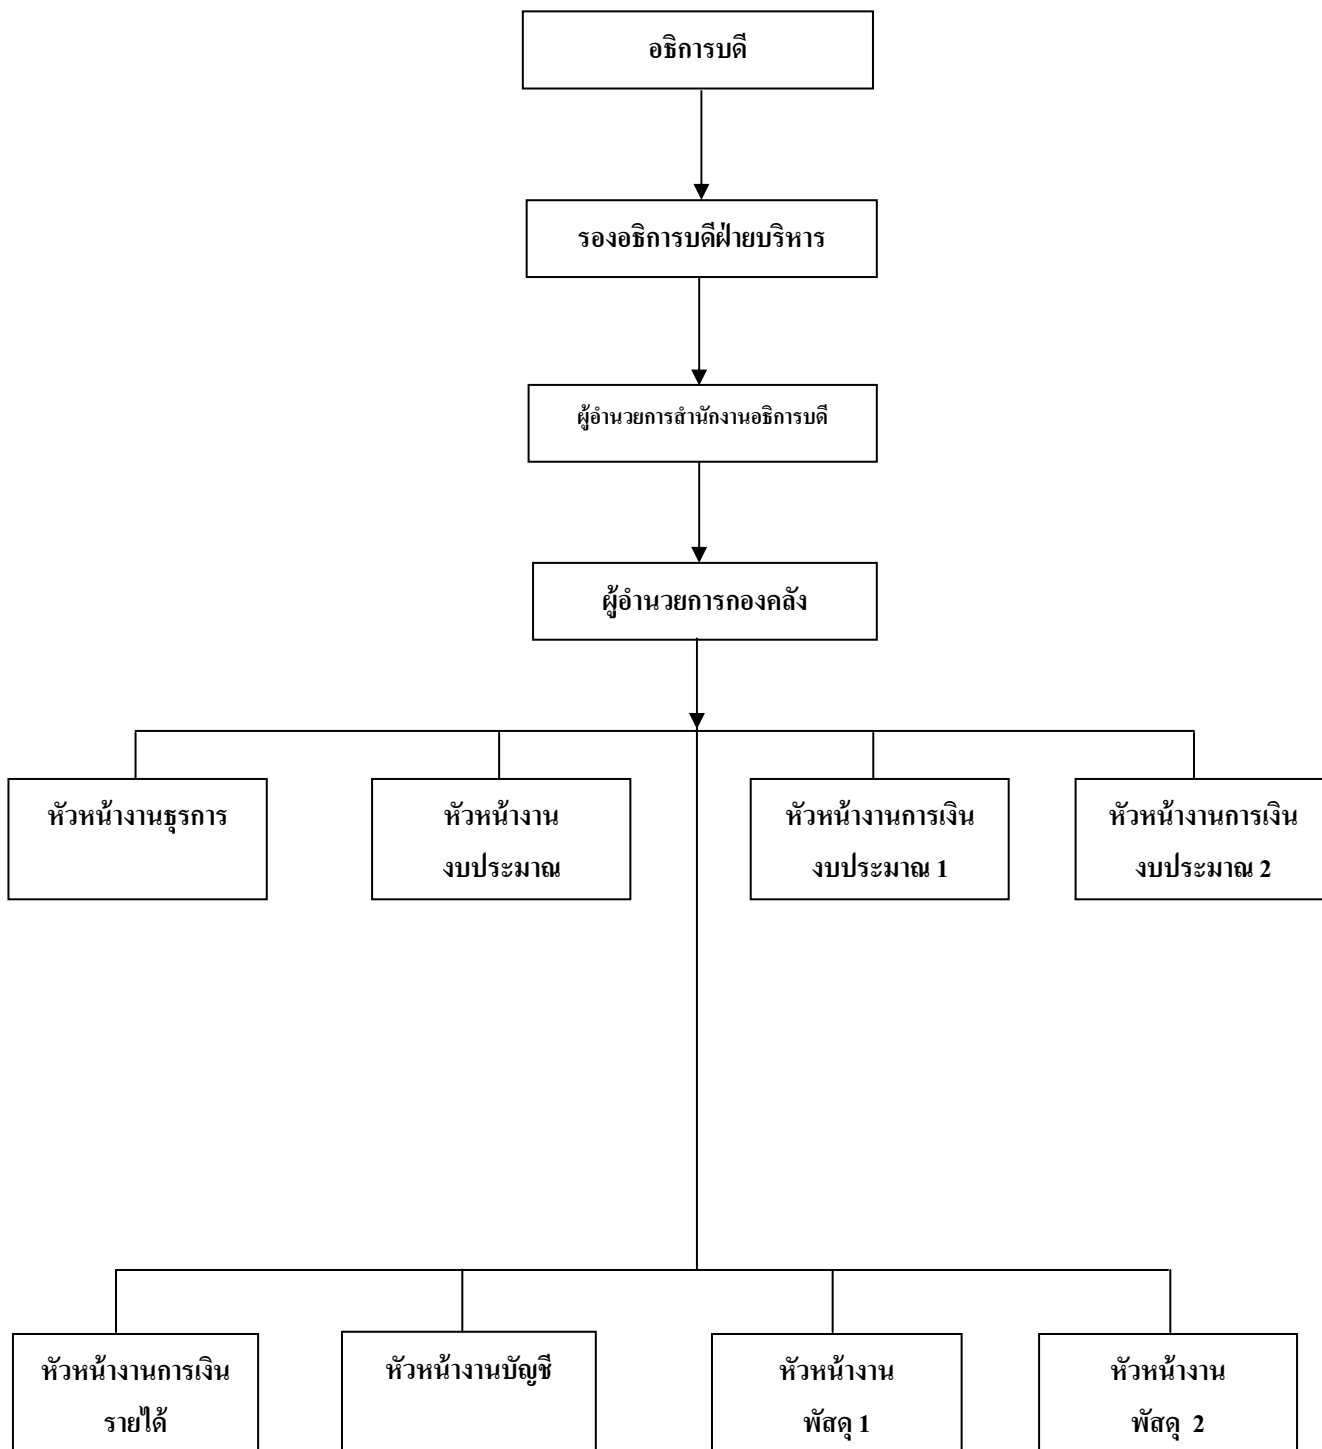 อธิการบดี
รองอธิการบดีฝ่ายบริหาร
ผู้อำนวยการสำนักงานอธิการบดี
ผู้อำนวยการกองคลัง
หัวหน้างานธุรการ
หัวหน้างาน
งบประมาณ
หัวหน้างานการเงิน
งบประมาณ 1
หัวหน้างานการเงิน
งบประมาณ 2
หัวหน้างานการเงิน
รายได้
หัวหน้างานบัญชี
หัวหน้างาน
พัสดุ 1
หัวหน้างาน
พัสดุ 2